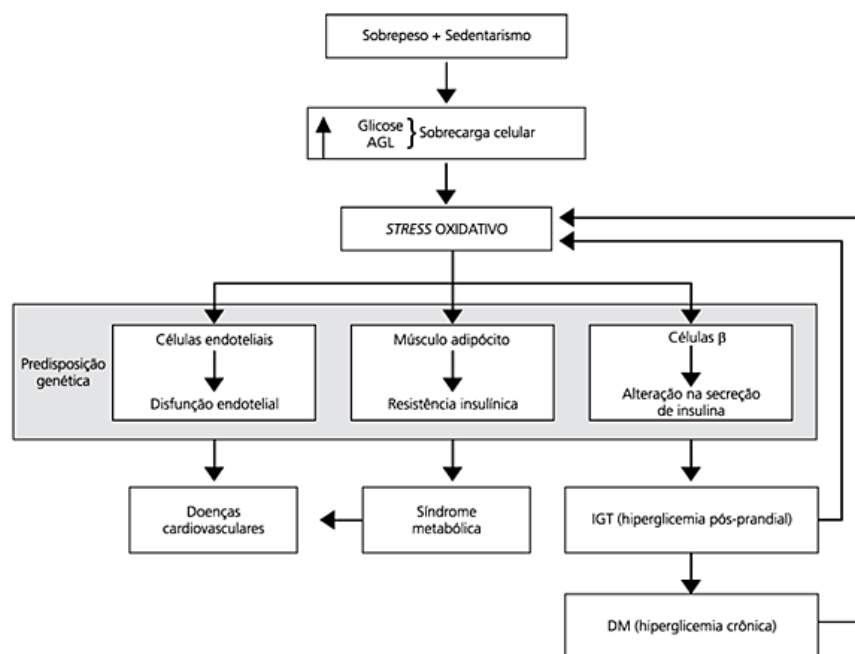 Sobrepeso + Sedentarismo
Glicose
AGL
} Sobrecarga celular
STRESS OXIDATIVO
Predisposição
genética
Células endoteliais
Disfunção endotelial
Músculo adipócito
Resistência insulínica
Células β
Alteração na secreção
de insulina
Doenças
cardiovasculares
Síndrome
metabólica
IGT (hiperglicemia pós-prandial)
DM (hiperglicemia crônica)